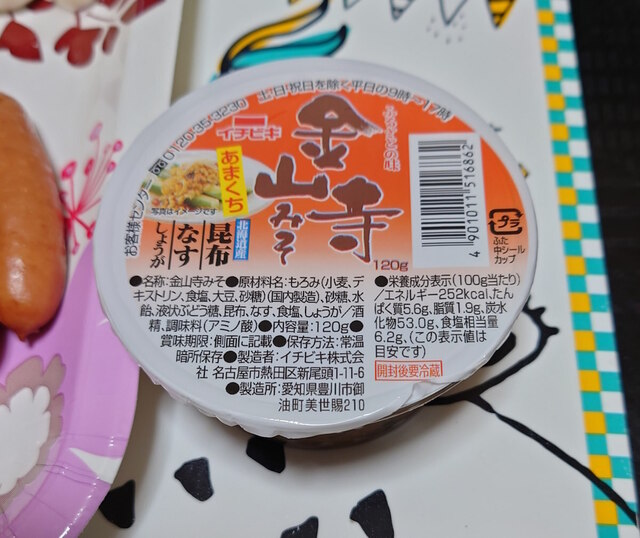 お客様センター 0120-35-3230 土・日・祝日を除く平日の9時~17時
イチビキ
ふるさとの味
金山寺みそ
あまくち
写真はイメージです
北海道産
昆布
なす
しょうが
120g
4901011516862
プラ
ふた
中シール
カップ
●名称:金山寺みそ●原材料名:もろみ(小麦、デ
キストリン、食塩、大豆、砂糖)(国内製造)、砂糖、水
飴、液状ぶどう糖、昆布、なす、食塩、しょうが/酒
精、調味料(アミノ酸)●内容量:120g●
賞味期限:側面に記載●保存方法:常温
暗所保存●製造者:イチビキ株式会
社 名古屋市熱田区新尾頭1-11-6
●製造所:愛知県豊川市御
油町美世賜210
●栄養成分表示(100g当たり)
/エネルギー252kcal、たん
ぱく質5.6g、脂質1.9g、炭水
化物53.0g、食塩相当量
6.2g、(この表示値は
目安です)
開封後要冷蔵